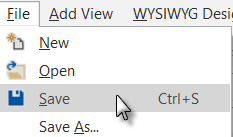 File Add View WYSIWYG Desi
New
Open
Save Ctrl+S
Save As...